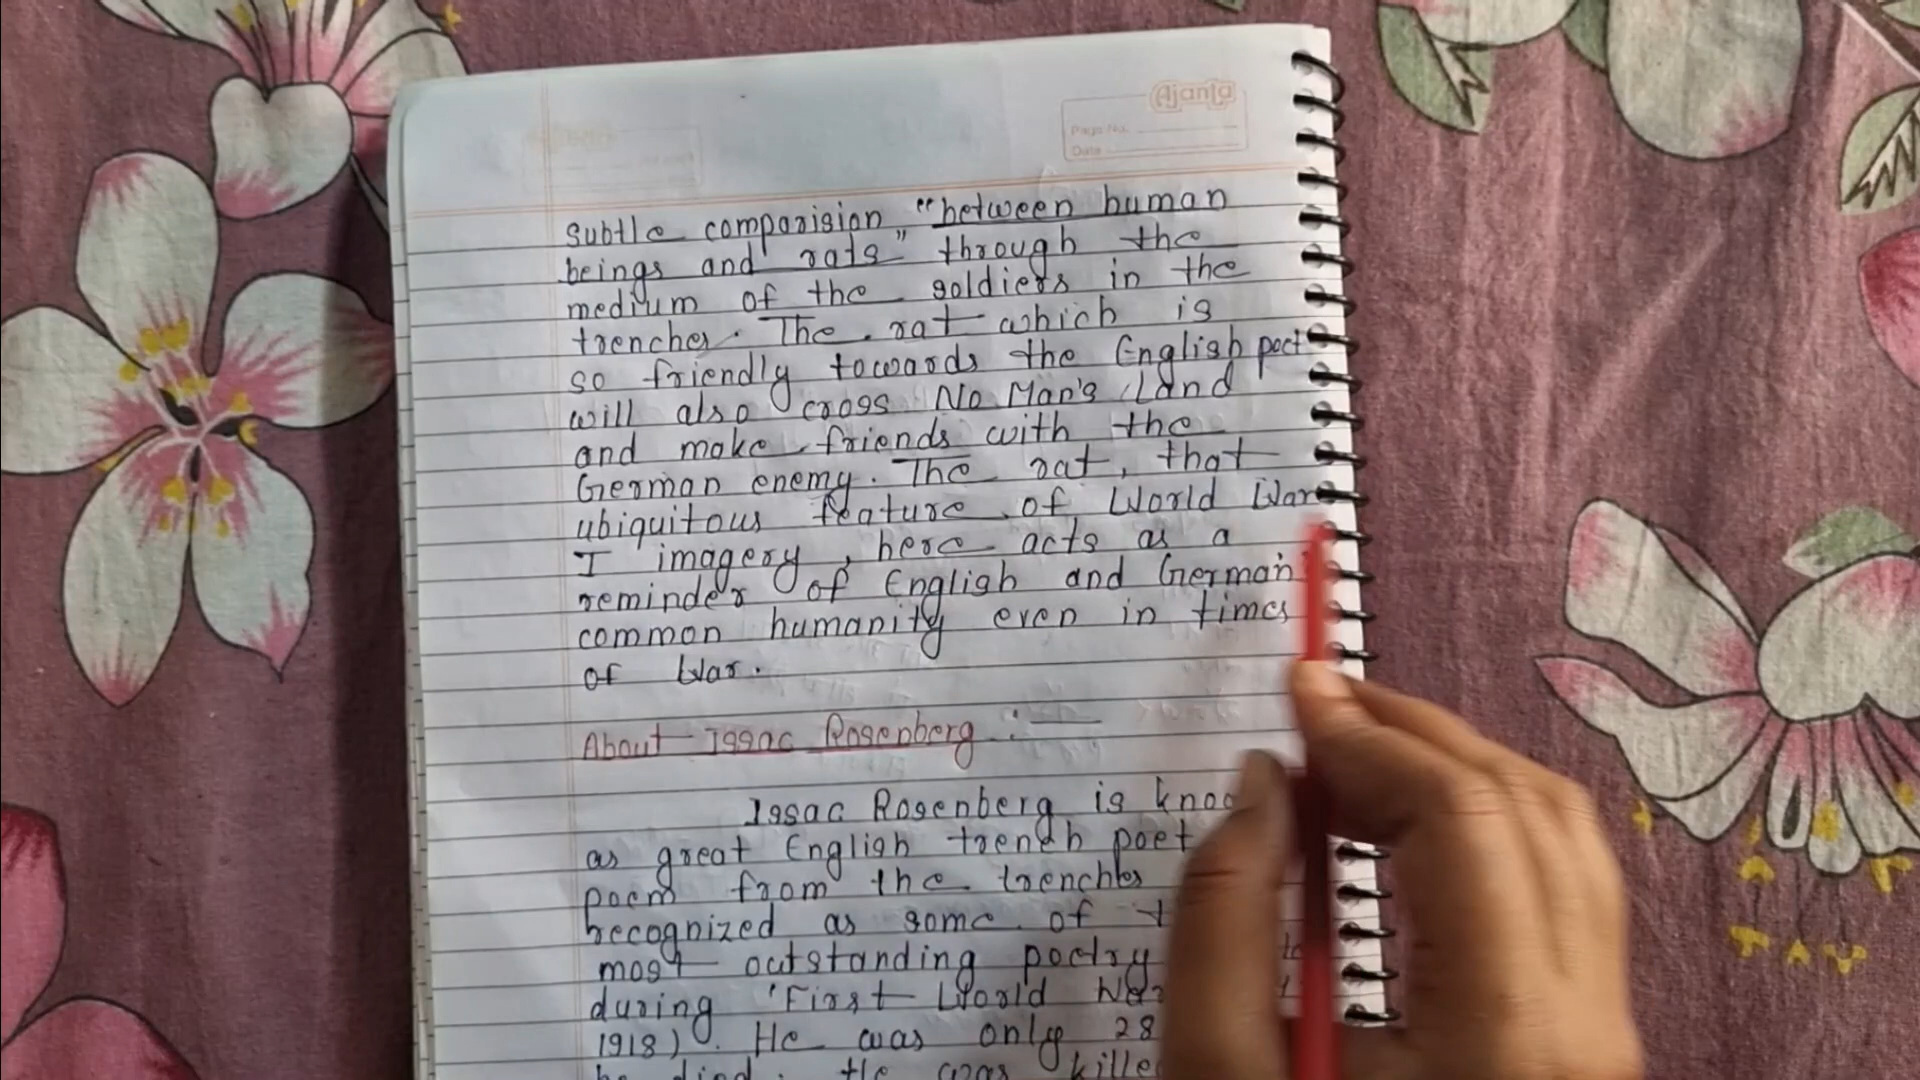 Ajanta
Page No.
Date
subtle comparision "between human
beings and rats" through the
medium of the soldiers in the
trenches. The rat which is
so friendly towards the English poet
will also cross No Man's Land
and make friends with the
German enemy. The rat, that
ubiquitous feature of World War
I imagery, here acts as a
reminder of English and German
common humanity even in times
of War.
About Issac Rosenberg :-
Issac Rosenberg is
as great English trench poet
poem from the trenches
recognized as some of
most outstanding poetry
during 'First World War
1918). He was only 28
he died. He was